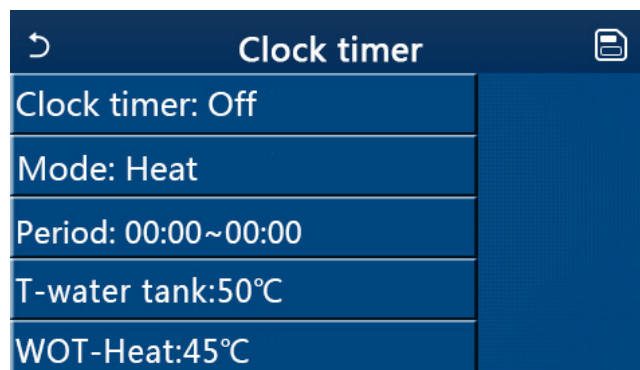 Clock timer
Clock timer: Off
Mode: Heat
Period: 00:00~00:00
T-water tank:50℃
WOT-Heat:45℃